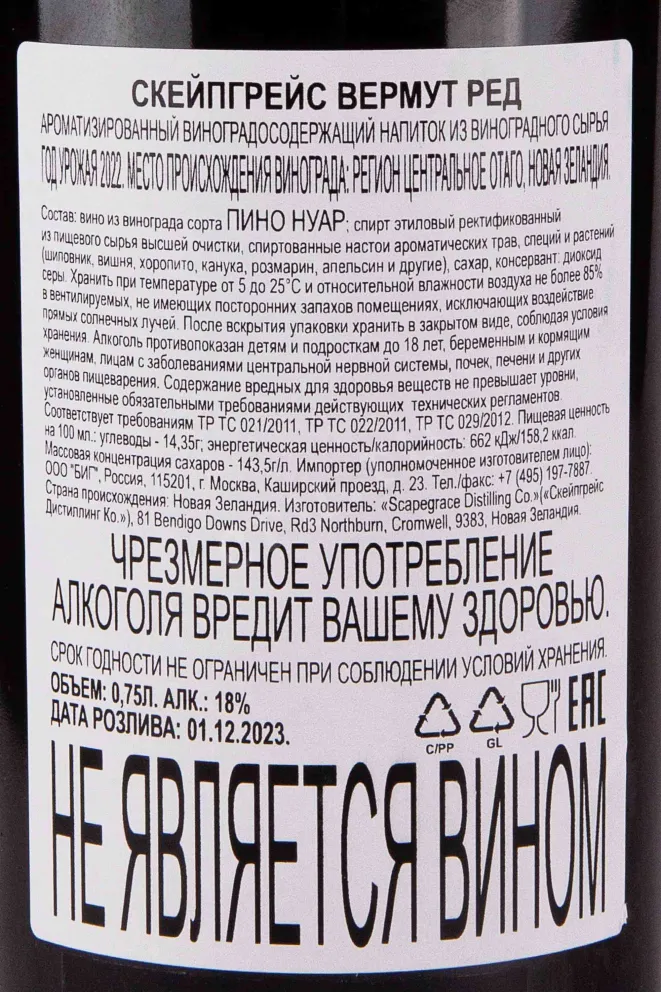 СКЕЙПГРЕЙС ВЕРМУТ РЕД
АРОМАТИЗИРОВАННЫЙ ВИНОГРАДОСОДЕРЖАЩИЙ НАПИТОК ИЗ ВИНОГРАДНОГО СЫРЬЯ
ГОД УРОЖАЯ 2022. МЕСТО ПРОИСХОЖДЕНИЯ ВИНОГРАДА: РЕГИОН ЦЕНТРАЛЬНОЕ ОТАГО, НОВАЯ ЗЕЛАНДИЯ.
Состав: вино из винограда сорта ПИНО НУАР; спирт этиловый ректификованный
из пищевого сырья высшей очистки, спиртованные настои ароматических трав, специй и растений
(шиповник, вишня, хоропито, канука, розмарин, апельсин и другие), сахар, консервант: диоксид
серы. Хранить при температуре от 5 до 25°С и относительной влажности воздуха не более 85%
в вентилируемых, не имеющих посторонних запахов помещениях, исключающих воздействие
прямых солнечных лучей. После вскрытия упаковки хранить в закрытом виде, соблюдая условия
хранения. Алкоголь противопоказан детям и подросткам до 18 лет, беременным и кормящим
женщинам, лицам с заболеваниями центральной нервной системы, почек, печени и других
органов пищеварения. Содержание вредных для здоровья веществ не превышает уровни,
установленные обязательными требованиями действующих технических регламентов.
Соответствует требованиям ТР ТС 021/2011, ТР ТС 022/2011, ТР ТС 029/2012. Пищевая ценность
на 100 мл.: углеводы - 14,35г; энергетическая ценность/калорийность: 662 кДж/158,2 ккал.
Массовая концентрация сахаров - 143,5г/л. Импортер (уполномоченное изготовителем лицо):
ООО "БИГ", Россия, 115201, г. Москва, Каширский проезд, д. 23. Тел./факс: +7 (495) 197-7887.
Страна происхождения: Новая Зеландия. Изготовитель: «Scapegrace Distilling Co.»(«Скейпгрейс
Дистиллинг Ко.»), 81 Bendigo Downs Drive, Rd3 Northburn, Cromwell, 9383, Новая Зеландия.
ЧРЕЗМЕРНОЕ УПОТРЕБЛЕНИЕ
АЛКОГОЛЯ ВРЕДИТ ВАШЕМУ ЗДОРОВЬЮ.
СРОК ГОДНОСТИ НЕ ОГРАНИЧЕН ПРИ СОБЛЮДЕНИИ УСЛОВИЙ ХРАНЕНИЯ.
ОБЪЕМ: 0,75Л. АЛК.: 18%
ДАТА РОЗЛИВА: 01.12.2023.
C/PP GL EAC
НЕ ЯВЛЯЕТСЯ ВИНОМ